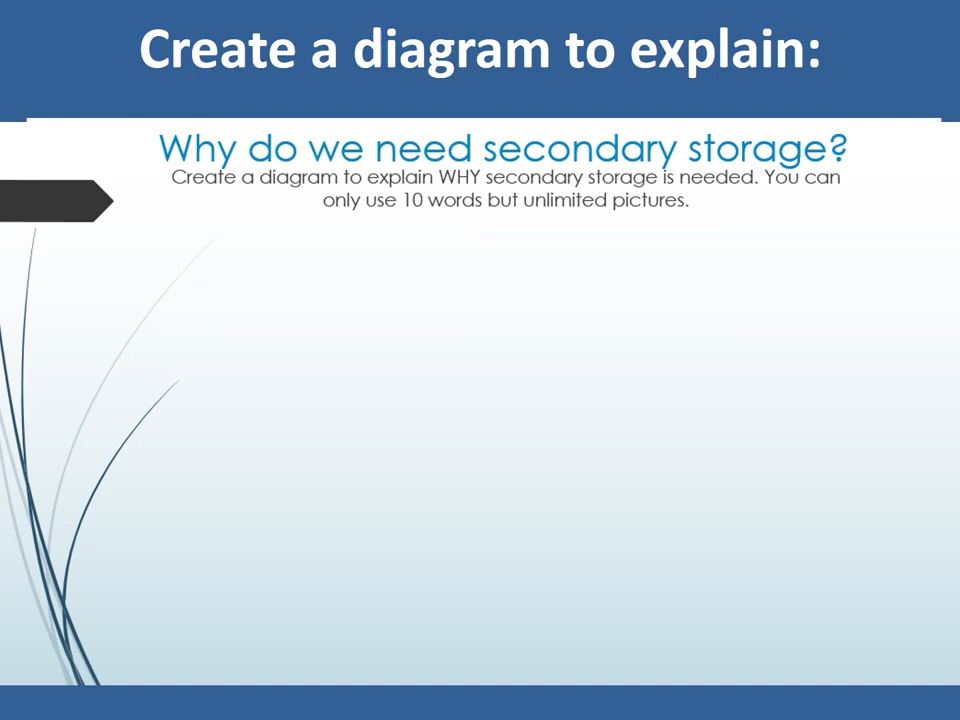 Create a diagram to explain:
Why do we need secondary storage?
Create a diagram to explain WHY secondary storage is needed. You can
only use 10 words but unlimited pictures.